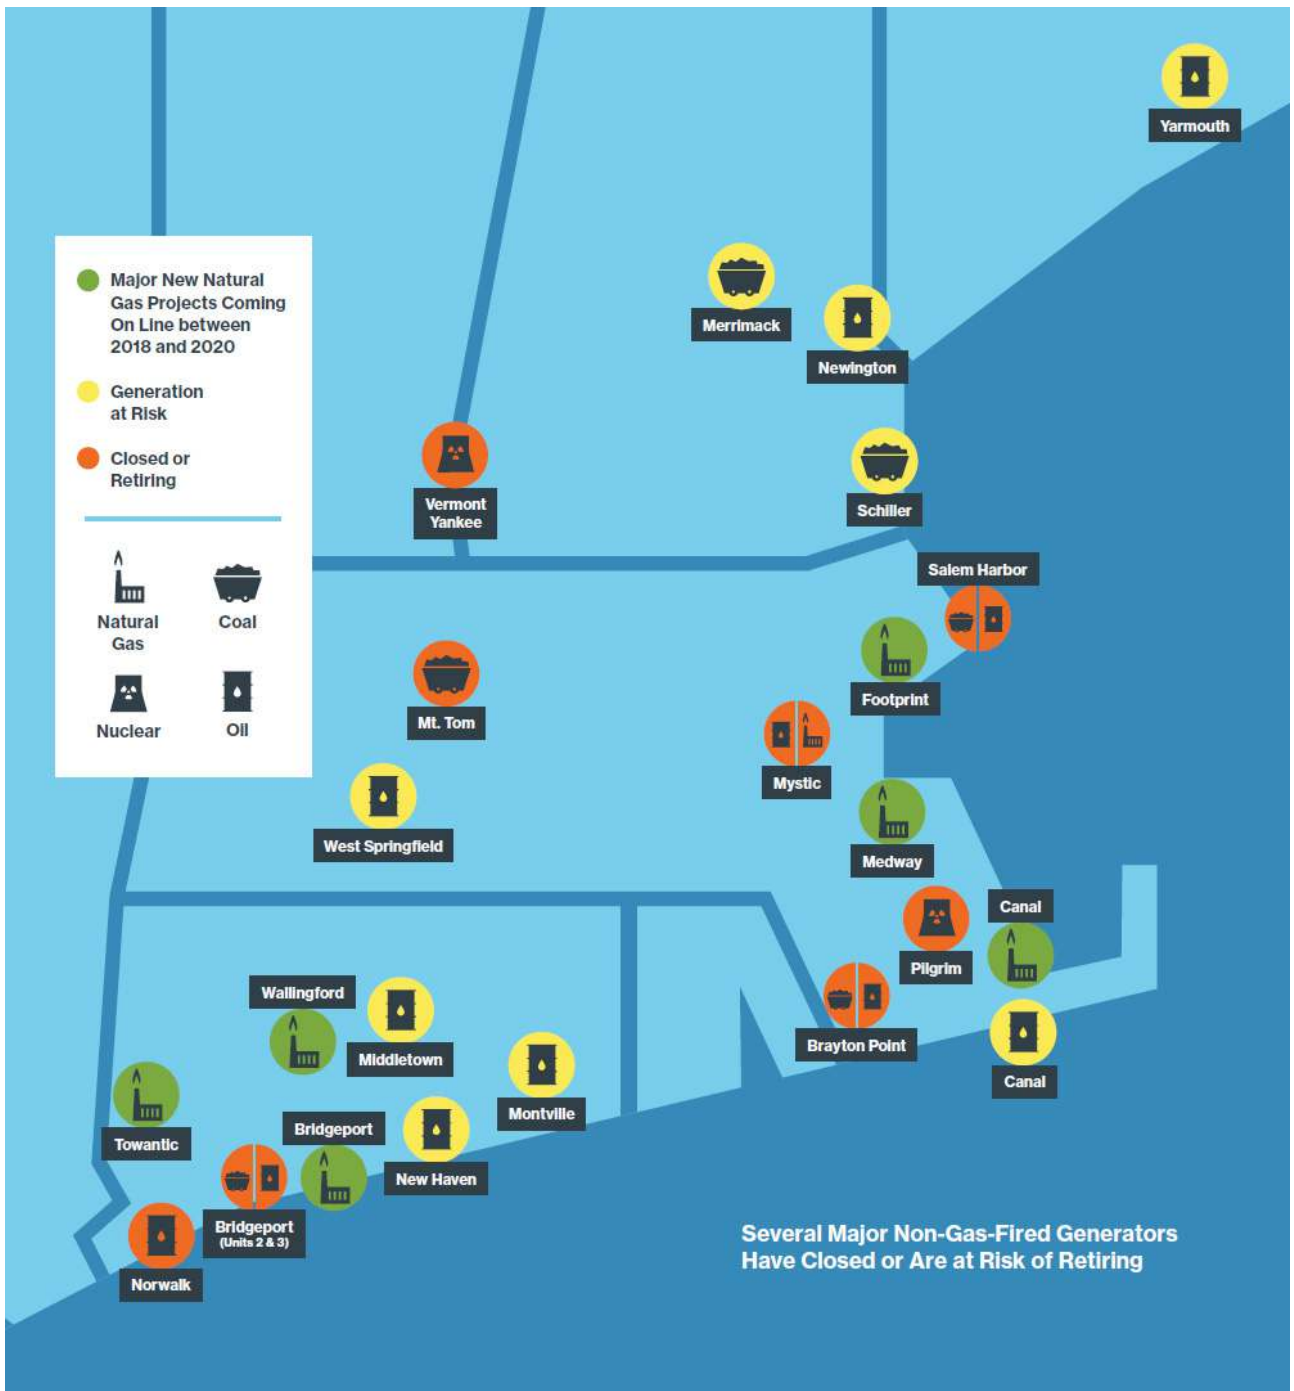 Yarmouth
Major New Natural
Gas Projects Coming
On Line between
2018 and 2020
Generation
at Risk
Closed or
Retiring
Natural
Gas
Coal
Nuclear
Oil
Merrimack
Newington
Vermont
Yankee
Schiller
Salem Harbor
Footprint
Mt. Tom
Mystic
West Springfield
Medway
Canal
Pilgrim
Wallingford
Brayton Point
Middletown
Canal
Montville
Bridgeport
Towantic
New Haven
Bridgeport
(Units 2 & 3)
Norwalk
Several Major Non-Gas-Fired Generators
Have Closed or Are at Risk of Retiring